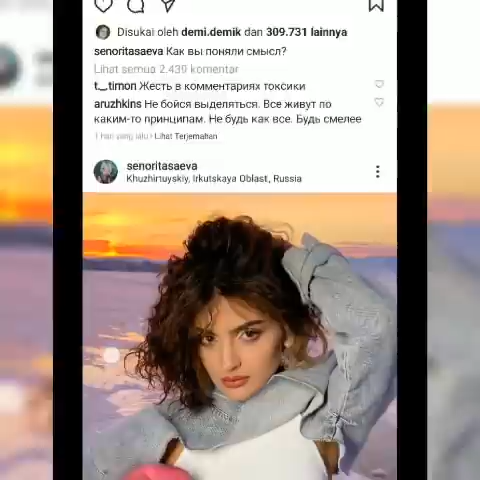 Disukai oleh demi.demik dan 309.731 lainnya
senoritasaeva Как вы поняли смысл?
Lihat semua 2.439 komentar
t._.timon Жесть в комментариях токсики
aruzhkins Не бойся выделяться. Все живут по
каким-то принципам. Не будь как все. Будь смелее
1 hari yang lalu · Lihat Terjemahan
senoritasaeva
Khuzhirtuyskiy, Irkutskaya Oblast, Russia